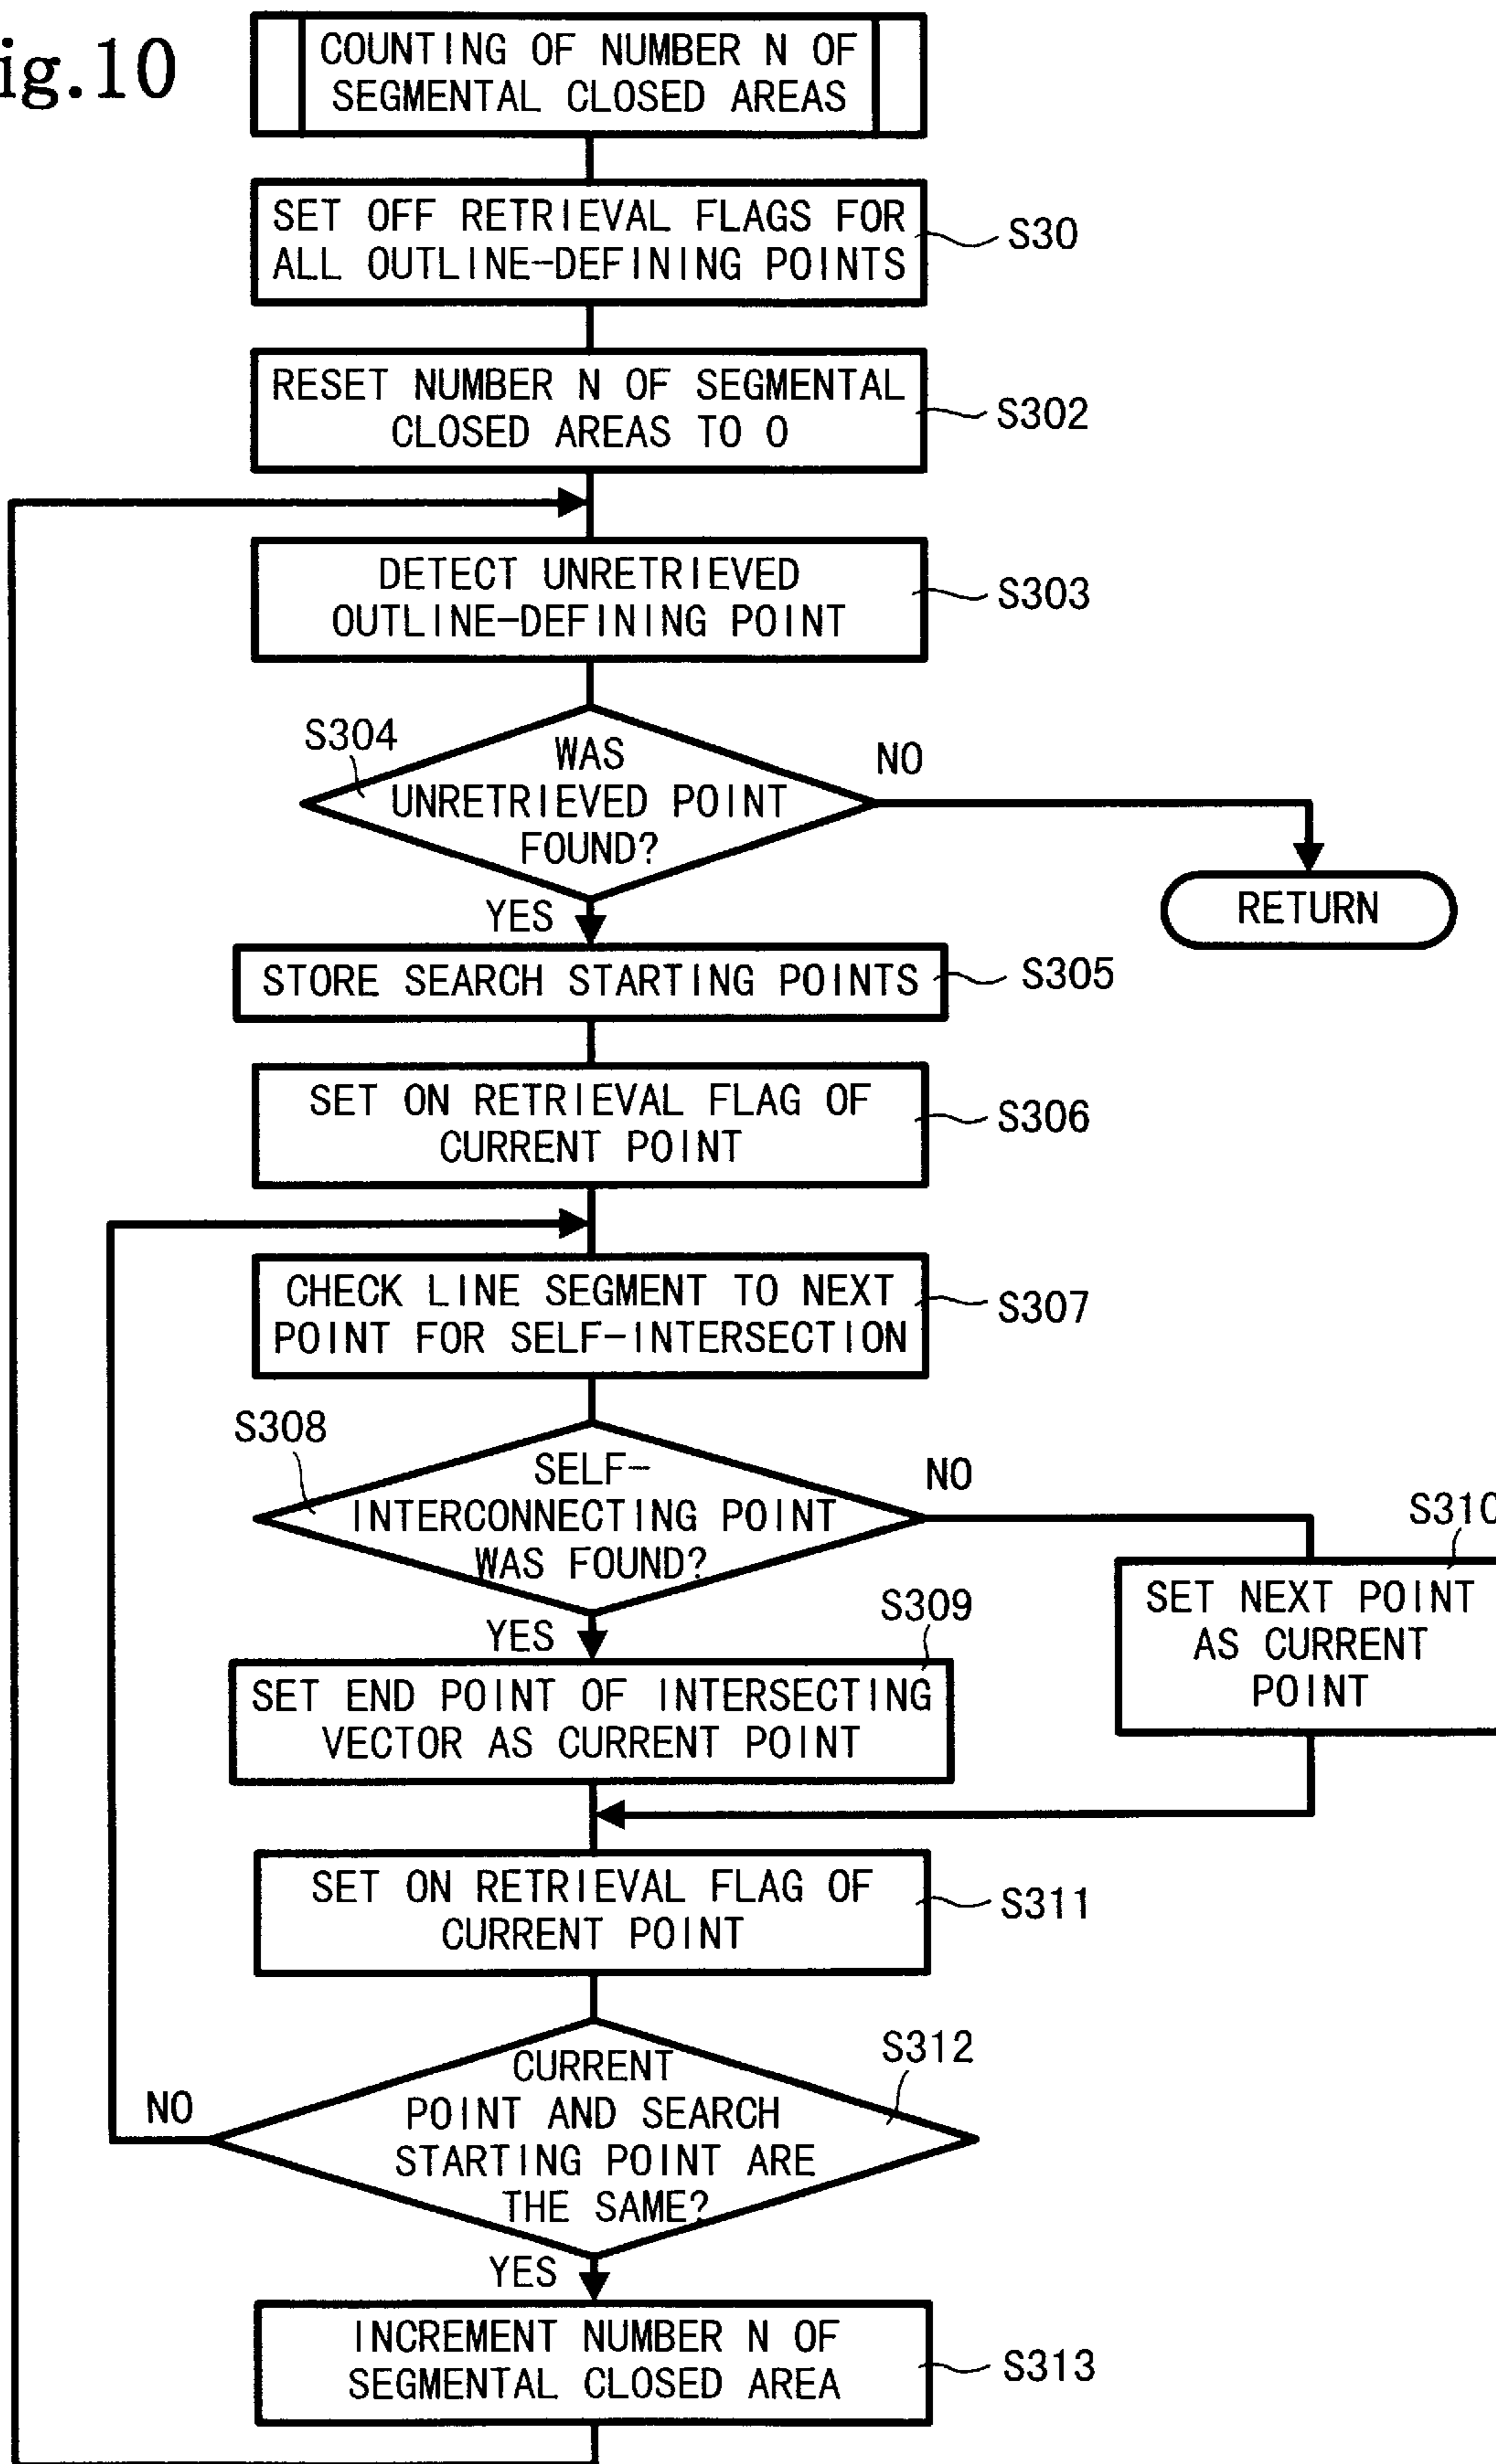 ig.10
COUNTING OF NUMBER N OF
SEGMENTAL CLOSED AREAS
SET OFF RETRIEVAL FLAGS FOR
ALL OUTLINE-DEFINING POINTS
S30
RESET NUMBER N OF SEGMENTAL
CLOSED AREAS TO 0
S302
DETECT UNRETRIEVED
OUTLINE-DEFINING POINT
S303
S304
WAS
UNRETRIEVED POINT
FOUND?
NO
RETURN
YES
STORE SEARCH STARTING POINTS
S305
SET ON RETRIEVAL FLAG OF
CURRENT POINT
S306
CHECK LINE SEGMENT TO NEXT
POINT FOR SELF-INTERSECTION
S307
S308
SELF-
INTERCONNECTING POINT
WAS FOUND?
NO
S310
SET NEXT POINT
AS CURRENT
POINT
YES
S309
SET END POINT OF INTERSECTING
VECTOR AS CURRENT POINT
SET ON RETRIEVAL FLAG OF
CURRENT POINT
S311
S312
CURRENT
POINT AND SEARCH
STARTING POINT ARE
THE SAME?
NO
YES
INCREMENT NUMBER N OF
SEGMENTAL CLOSED AREA
S313